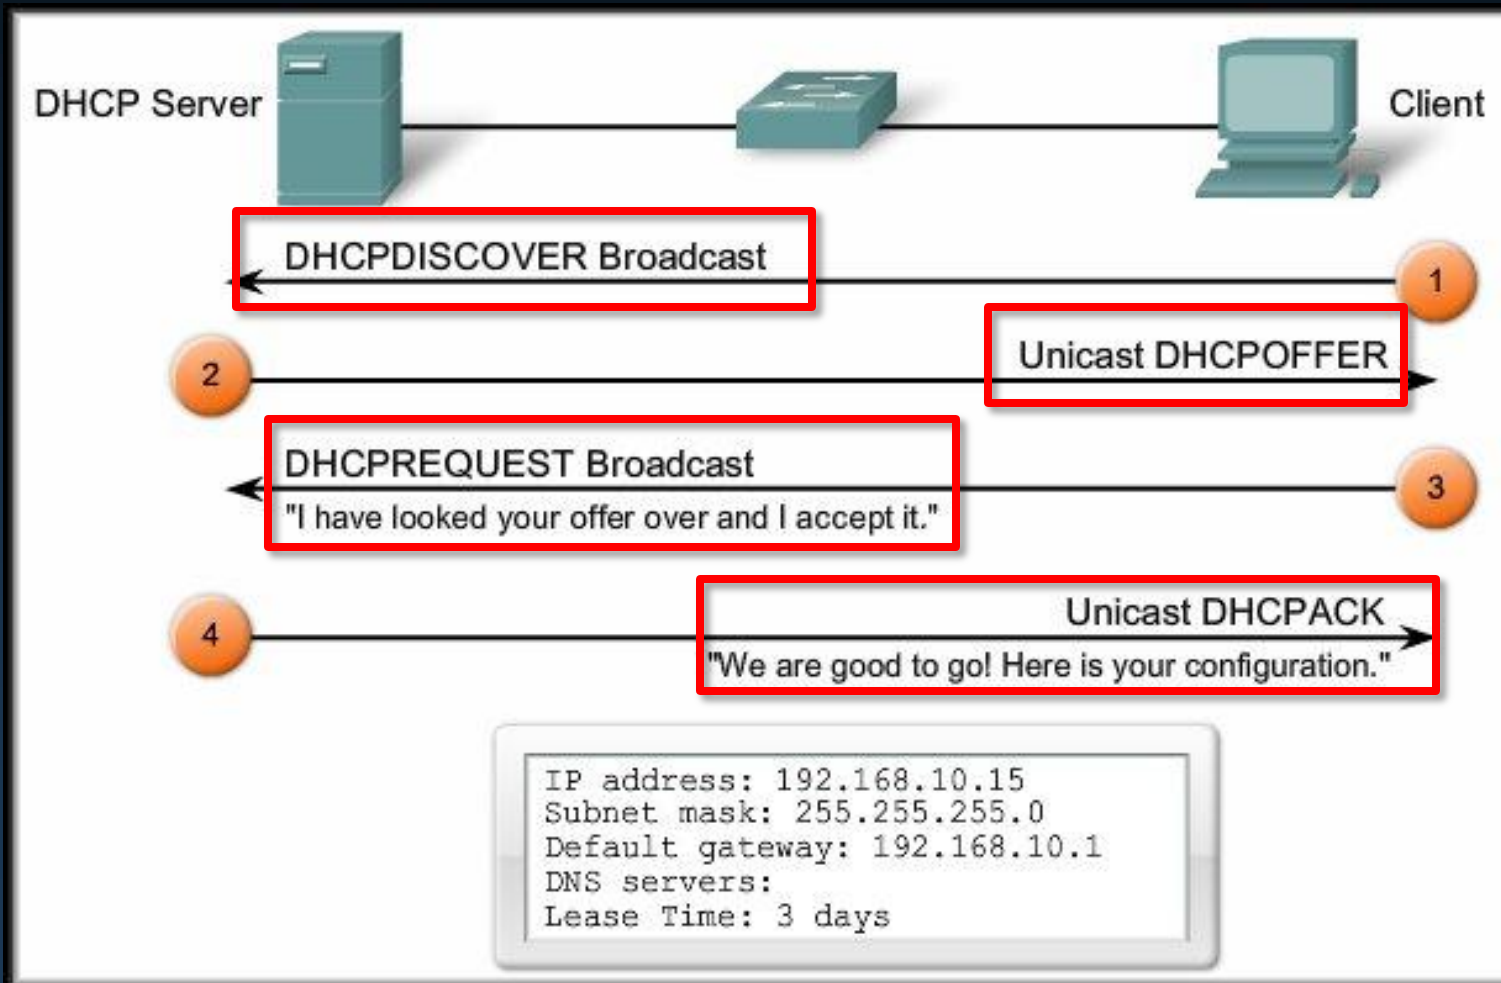 DHCP Server
Client
DHCPDISCOVER Broadcast
1
Unicast DHCPOFFER
2
DHCPREQUEST Broadcast
3
"I have looked your offer over and I accept it."
Unicast DHCPACK
4
"We are good to go! Here is your configuration."
IP address: 192.168.10.15
Subnet mask: 255.255.255.0
Default gateway: 192.168.10.1
DNS servers:
Lease Time: 3 days